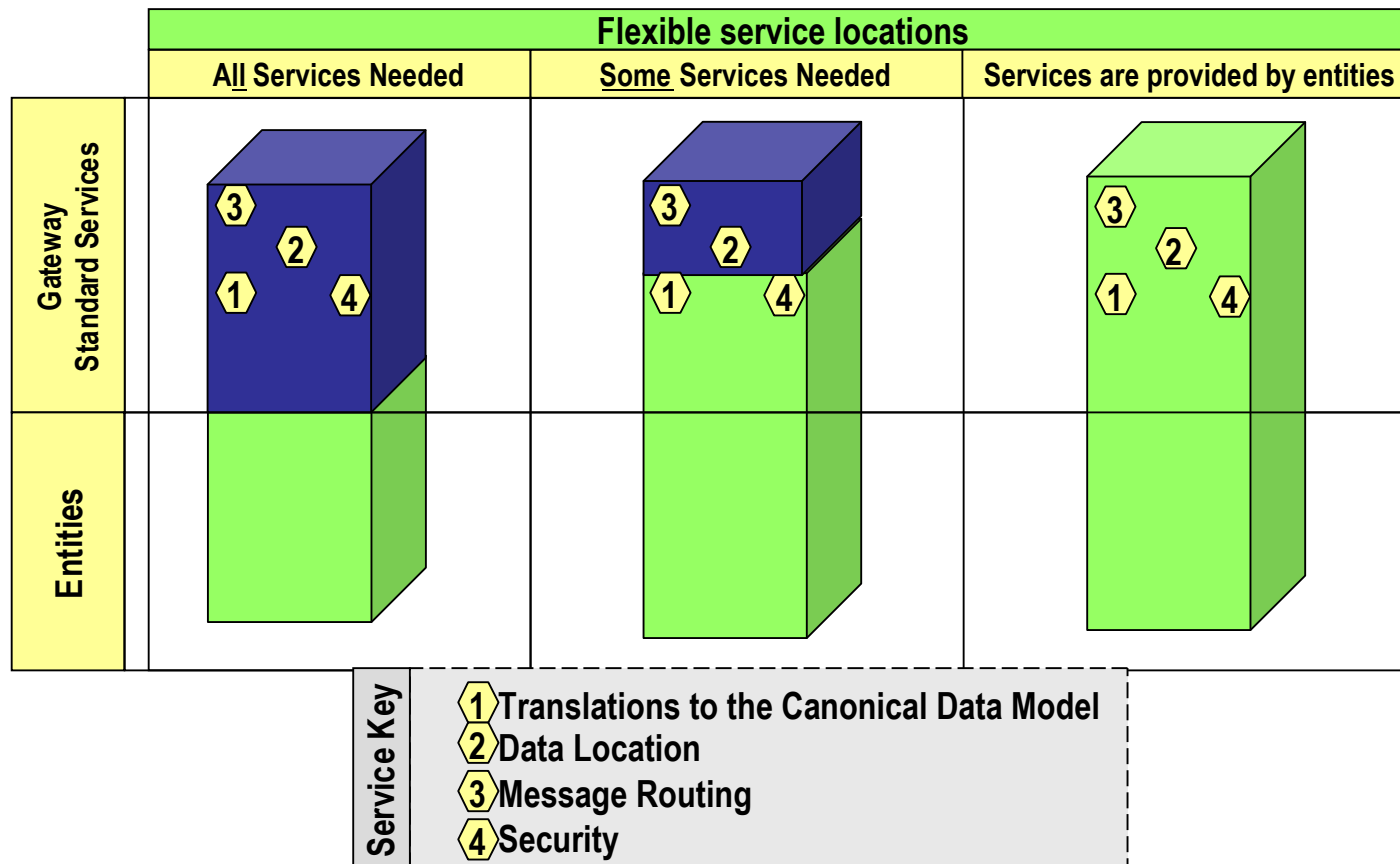 Flexible service locations
All Services Needed
Some Services Needed
Services are provided by entities
Gateway
Standard Services
3
2
1
4
3
2
1
4
3
2
1
4
Entities
Service Key
1 Translations to the Canonical Data Model
2 Data Location
3 Message Routing
4 Security